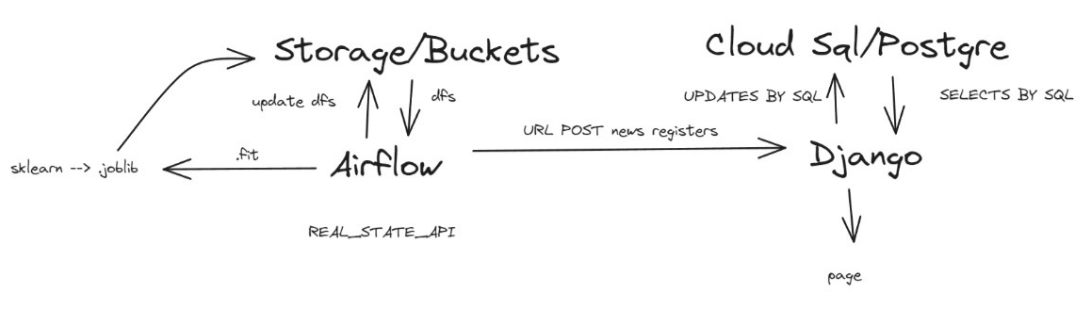 Storage/Buckets
Cloud Sql/Postgre
update dfs
dfs
UPDATES BY SQL
SELECTS BY SQL
URL POST news registers
sklearn --> .joblib
.fit
Airflow
Django
REAL_STATE_API
page